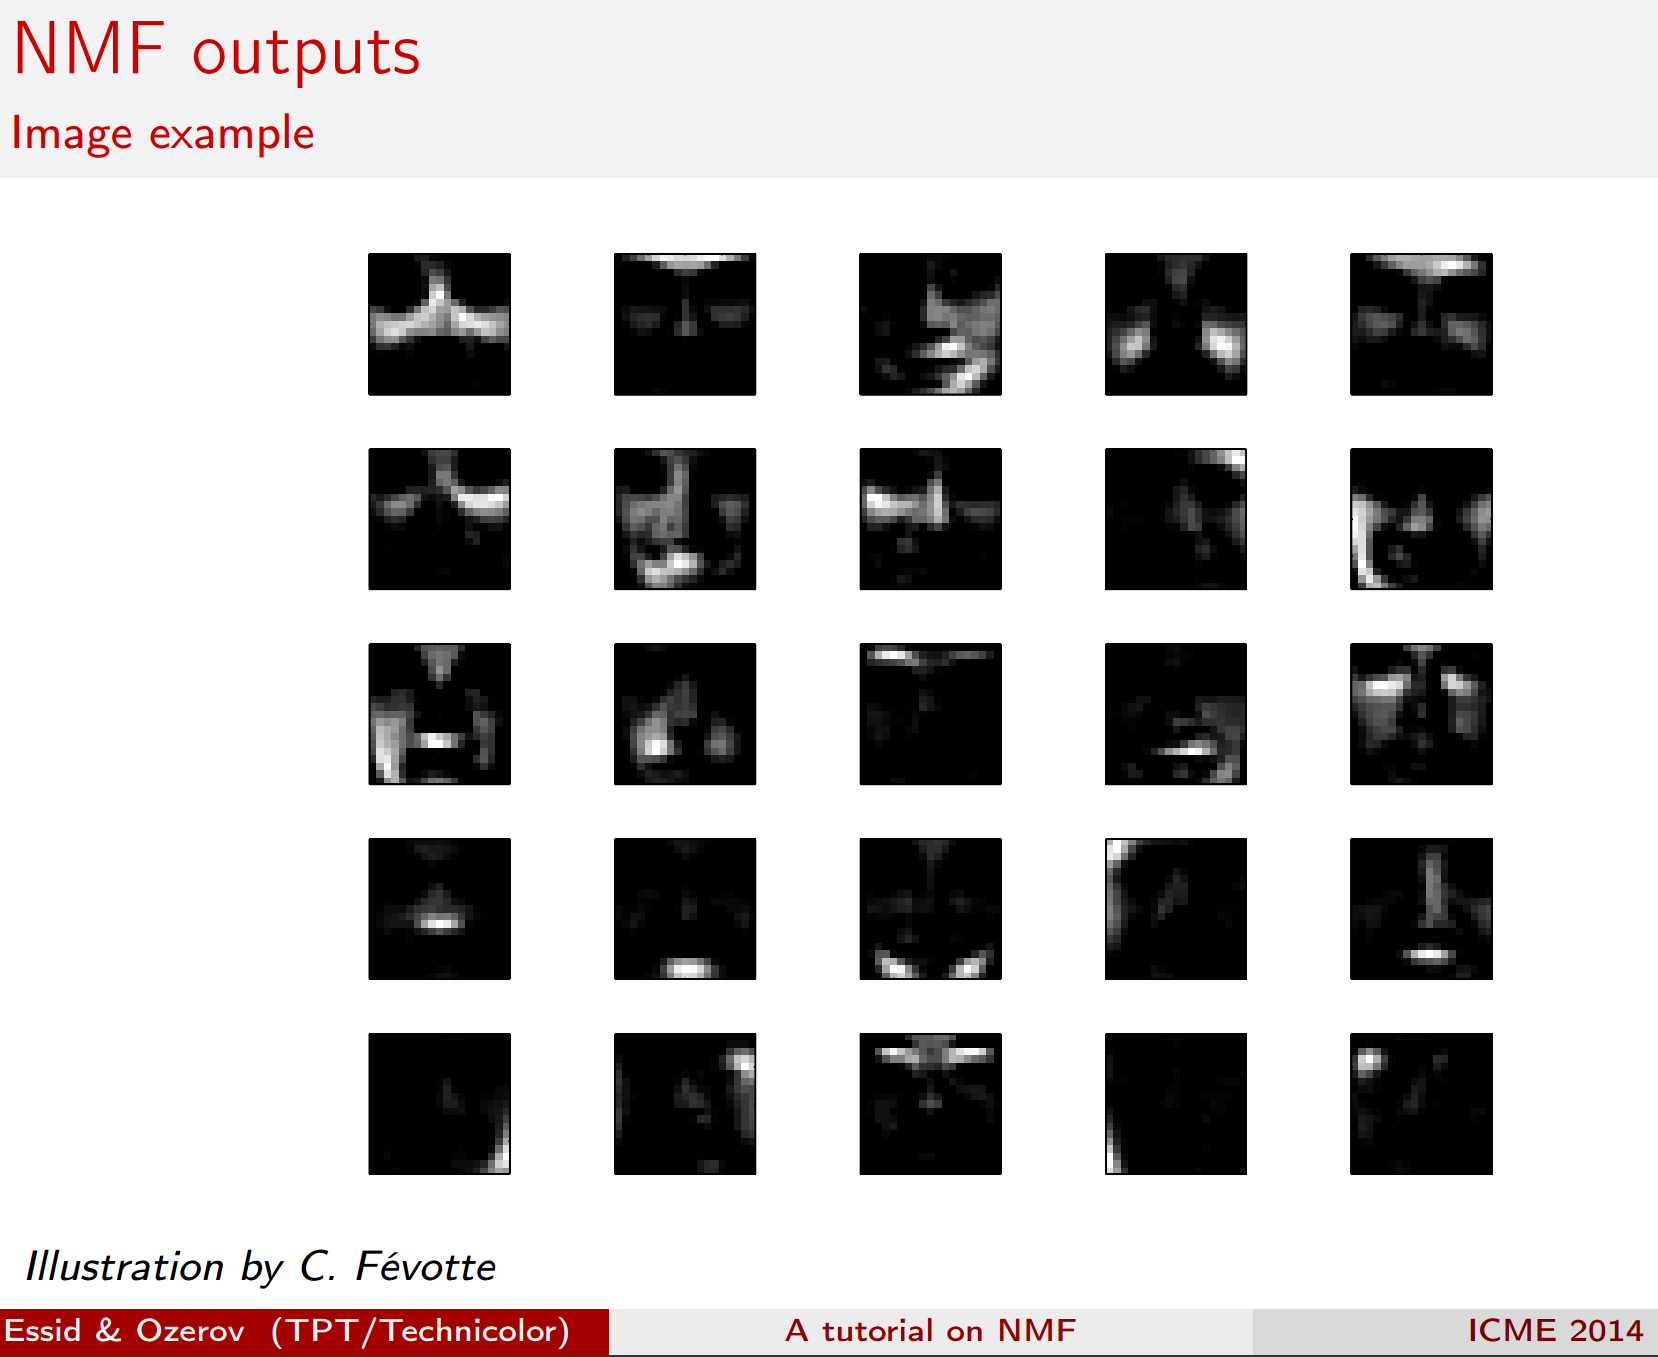 NMF outputs
Image example
Illustration by C. Févotte
Essid & Ozerov (TPT/Technicolor)
A tutorial on NMF
ICME 2014